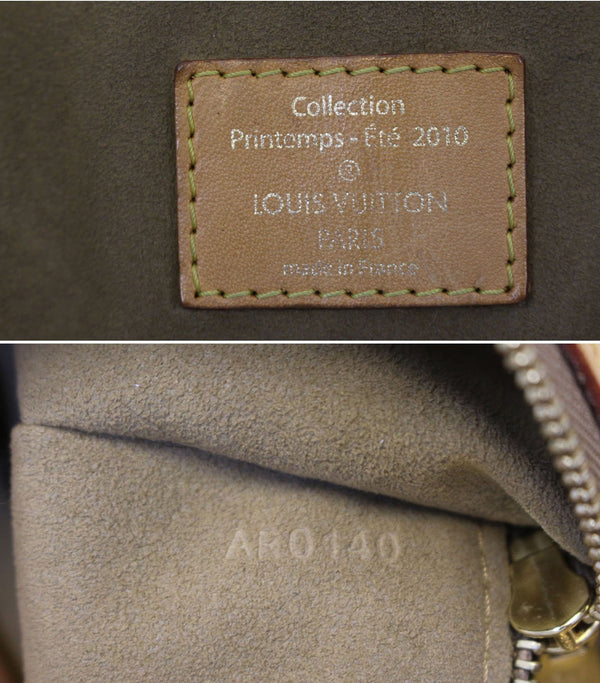 Collection
Printemps - Été 2010
®
LOUIS VUITTON
PARIS
made in France
AR0140